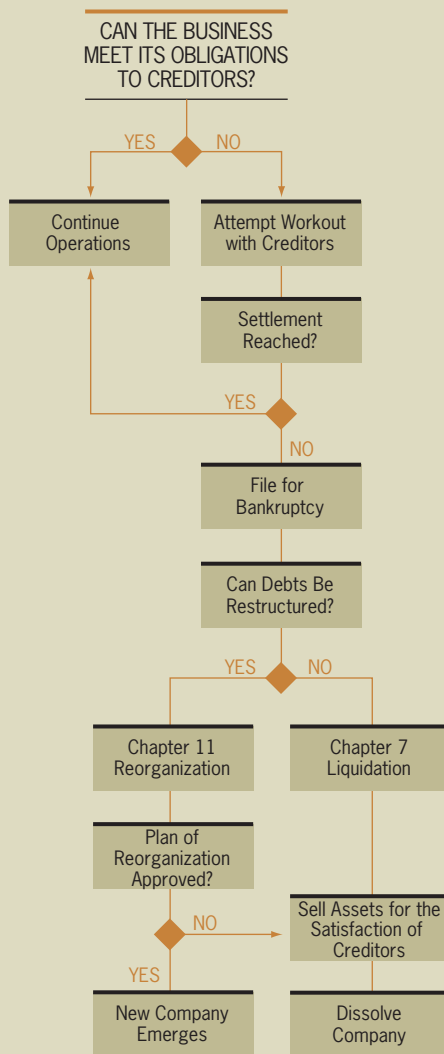 CAN THE BUSINESS
MEET ITS OBLIGATIONS
TO CREDITORS?
YES
NO
Continue
Operations
Attempt Workout
with Creditors
Settlement
Reached?
YES
NO
File for
Bankruptcy
Can Debts Be
Restructured?
YES
NO
Chapter 11
Reorganization
Chapter 7
Liquidation
Plan of
Reorganization
Approved?
NO
YES
Sell Assets for the
Satisfaction of
Creditors
New Company
Emerges
Dissolve
Company